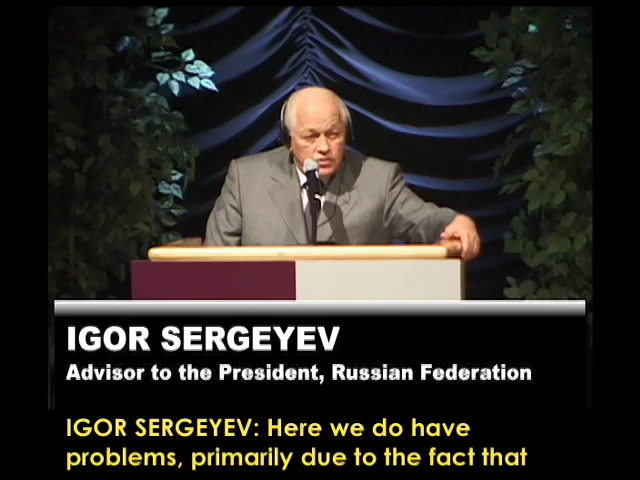 IGOR SERGEYEV
Advisor to the President, Russian Federation
IGOR SERGEYEV: Here we do have
problems, primarily due to the fact that